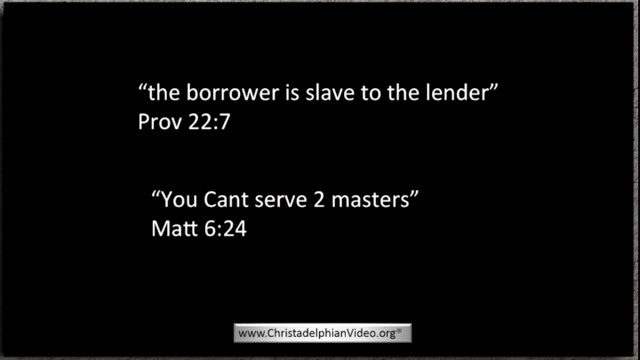 “the borrower is slave to the lender”
Prov 22:7
“You Cant serve 2 masters”
Matt 6:24
www.ChristadelphianVideo.org®